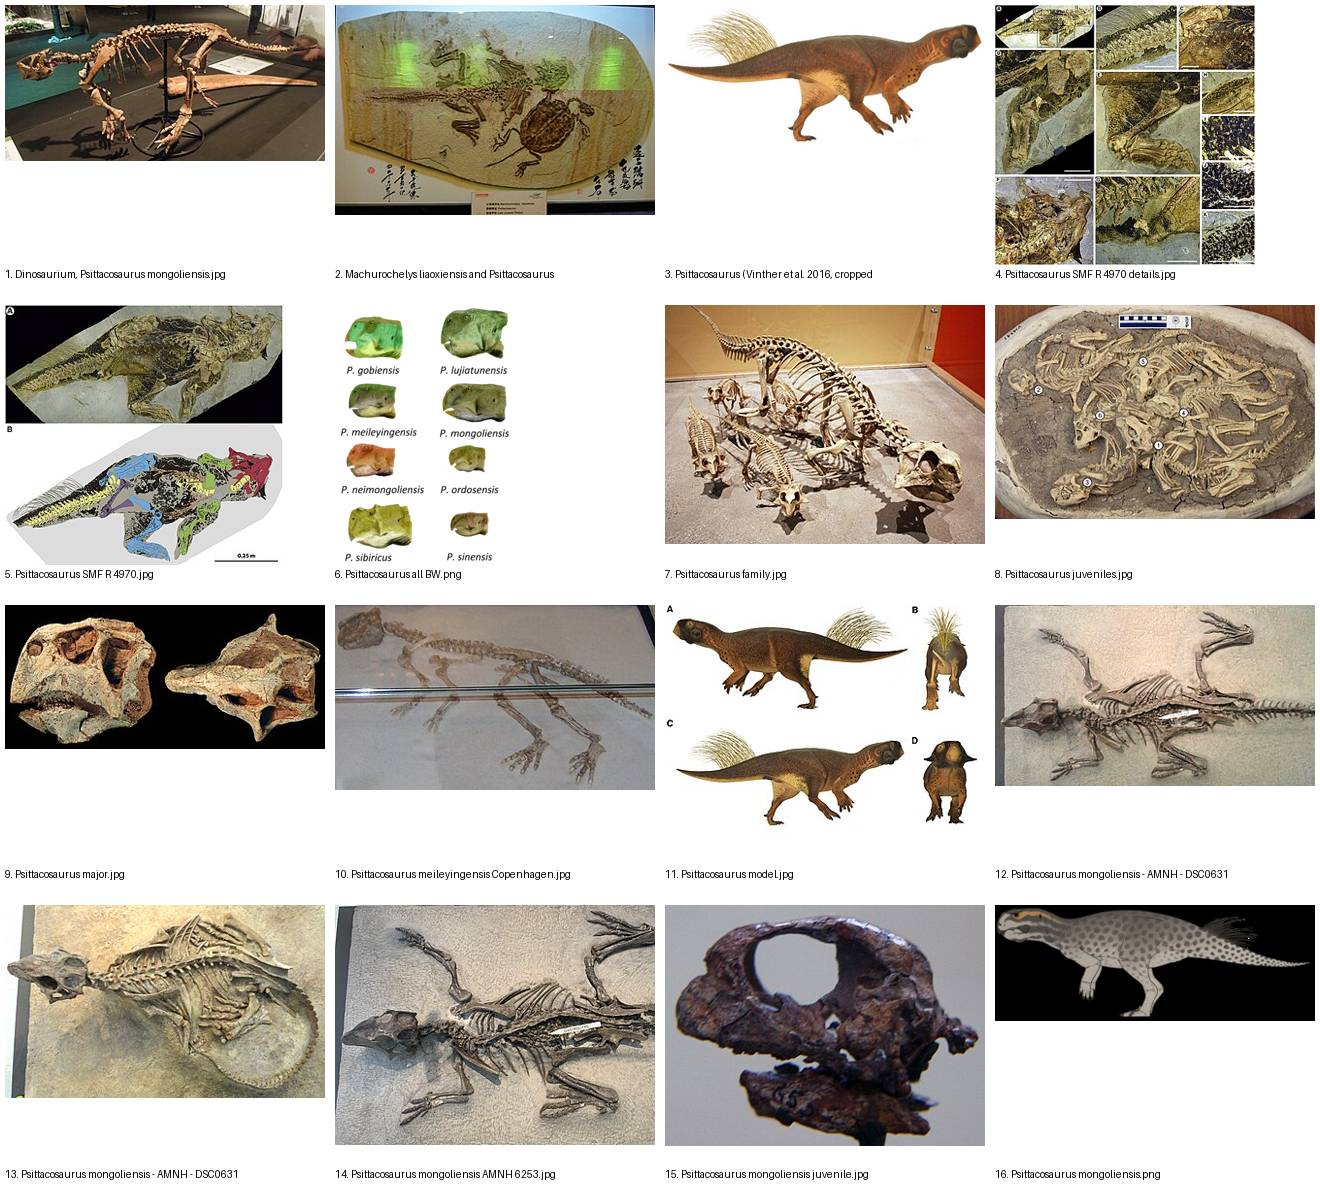 1. Dinosaurium, Psittacosaurus mongoliensis.jpg
2. Machurochelys liaoxiensis and Psittacosaurus
3. Psittacosaurus (Vinther et al. 2016, cropped
4. Psittacosaurus SMF R 4970 details.jpg
A
B
0.25 m
P. gobiensis
P. lujiatunensis
P. meileyingensis
P. mongoliensis
P. neimongoliensis
P. ordosensis
P. sibiricus
P. sinensis
5. Psittacosaurus SMF R 4970.jpg
6. Psittacosaurus all BW.png
7. Psittacosaurus family.jpg
8. Psittacosaurus juveniles.jpg
A
B
C
D
9. Psittacosaurus major.jpg
10. Psittacosaurus meileyingensis Copenhagen.jpg
11. Psittacosaurus model.jpg
12. Psittacosaurus mongoliensis - AMNH - DSC0631
13. Psittacosaurus mongoliensis - AMNH - DSC0631
14. Psittacosaurus mongoliensis AMNH 6253.jpg
15. Psittacosaurus mongoliensis juvenile.jpg
16. Psittacosaurus mongoliensis.png